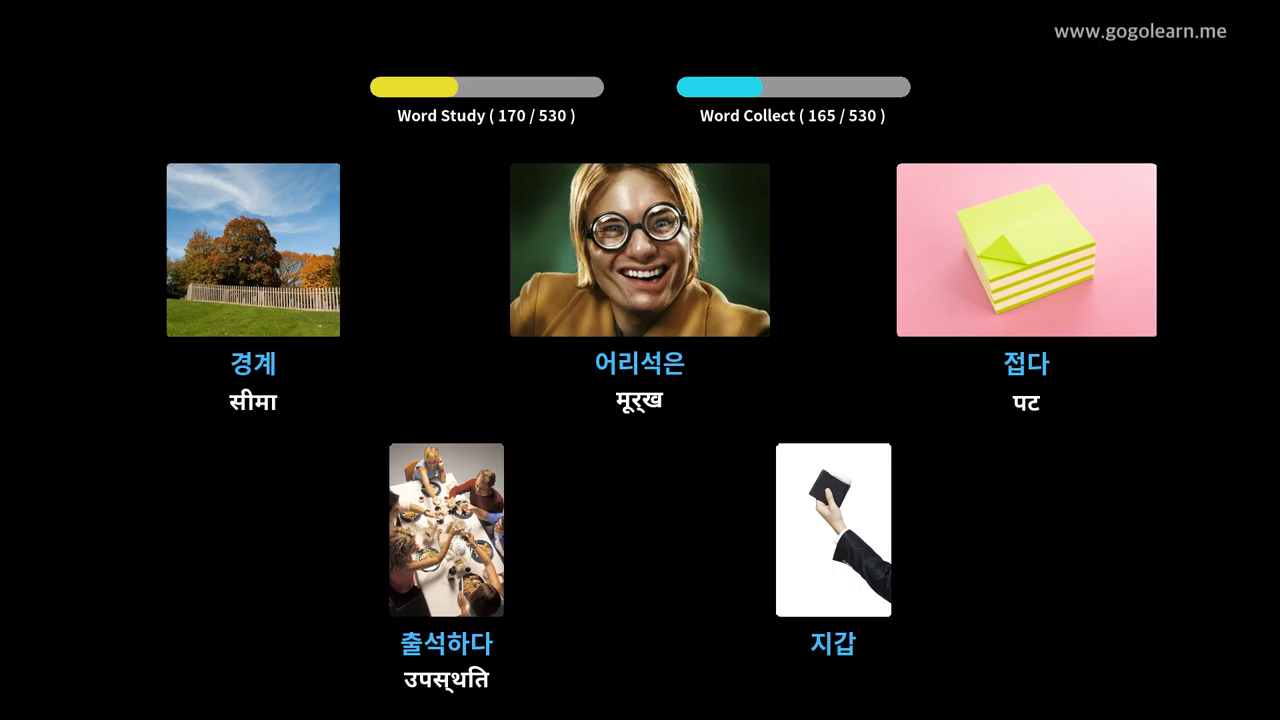 www.gogolearn.me
Word Study ( 170 / 530 )
Word Collect ( 165 / 530 )
경계
सीमा
어리석은
मूर्ख
접다
पट
출석하다
उपस्थति
지갑